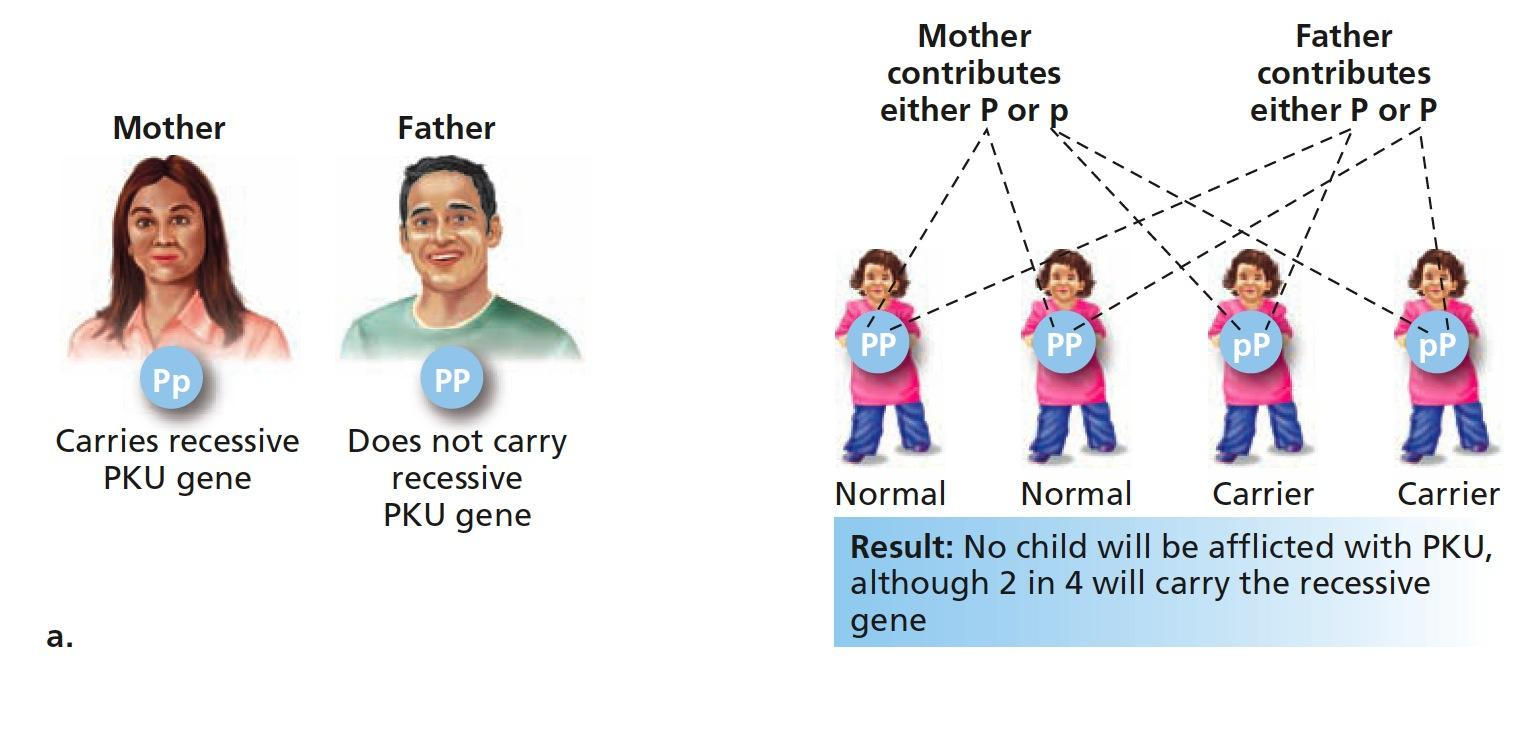 Mother
Father
Pp
PP
Carries recessive
PKU gene
Does not carry
recessive
PKU gene
a.
Mother
contributes
either P or p
Father
contributes
either P or P
PP
PP
pP
pP
Normal
Normal
Carrier
Carrier
Result: No child will be afflicted with PKU,
although 2 in 4 will carry the recessive
gene